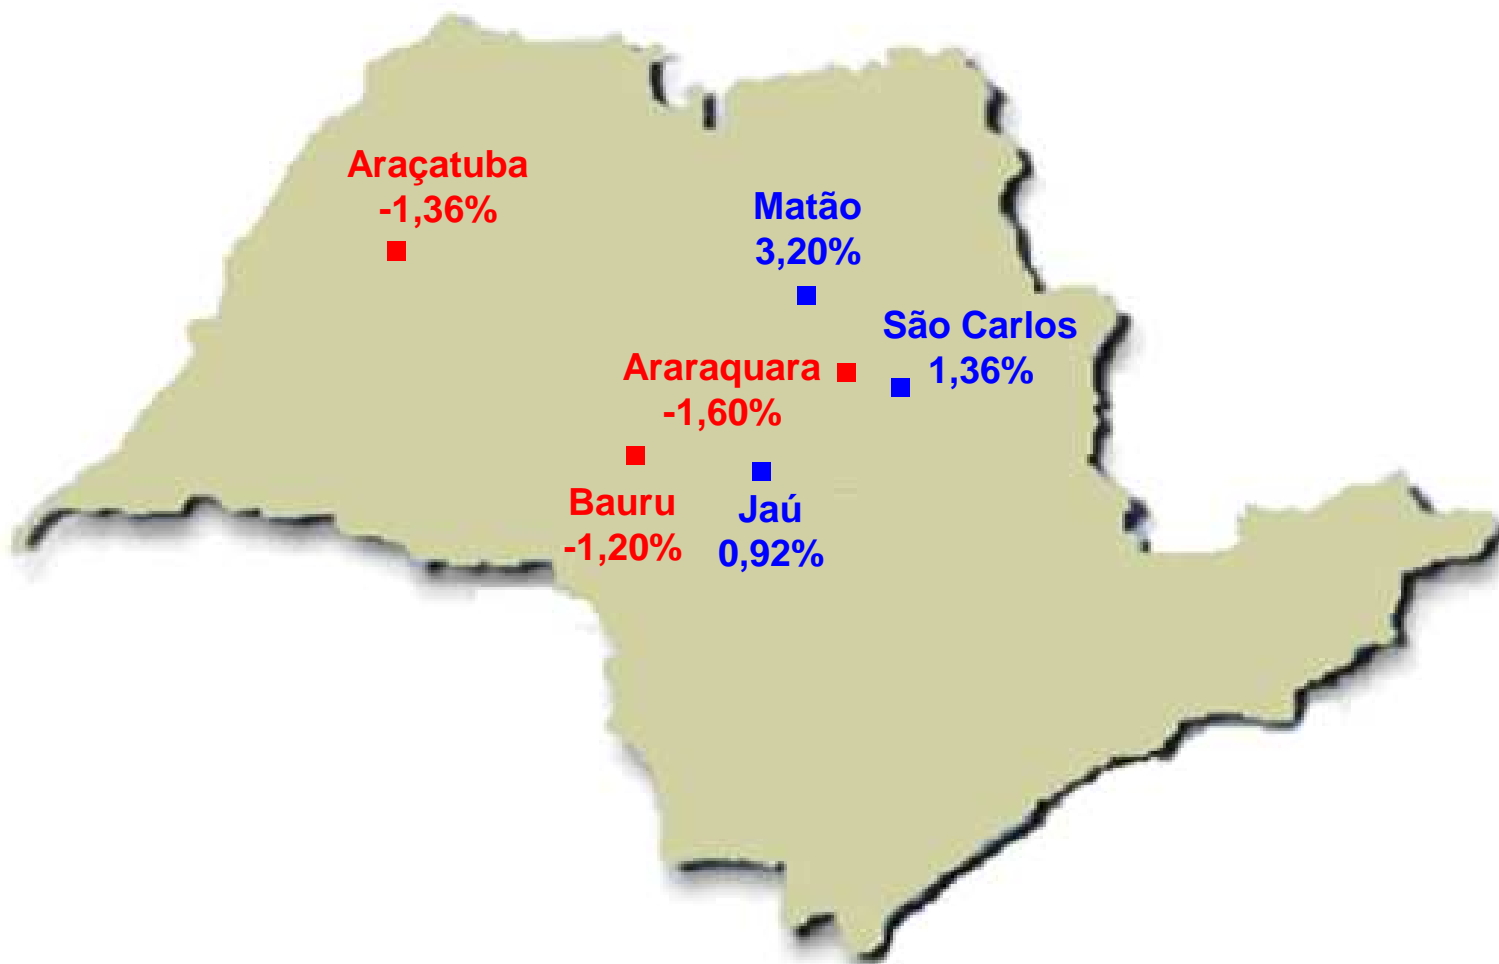 Araçatuba
-1,36%
Matão
3,20%
São Carlos
1,36%
Araraquara
-1,60%
Bauru
-1,20%
Jaú
0,92%